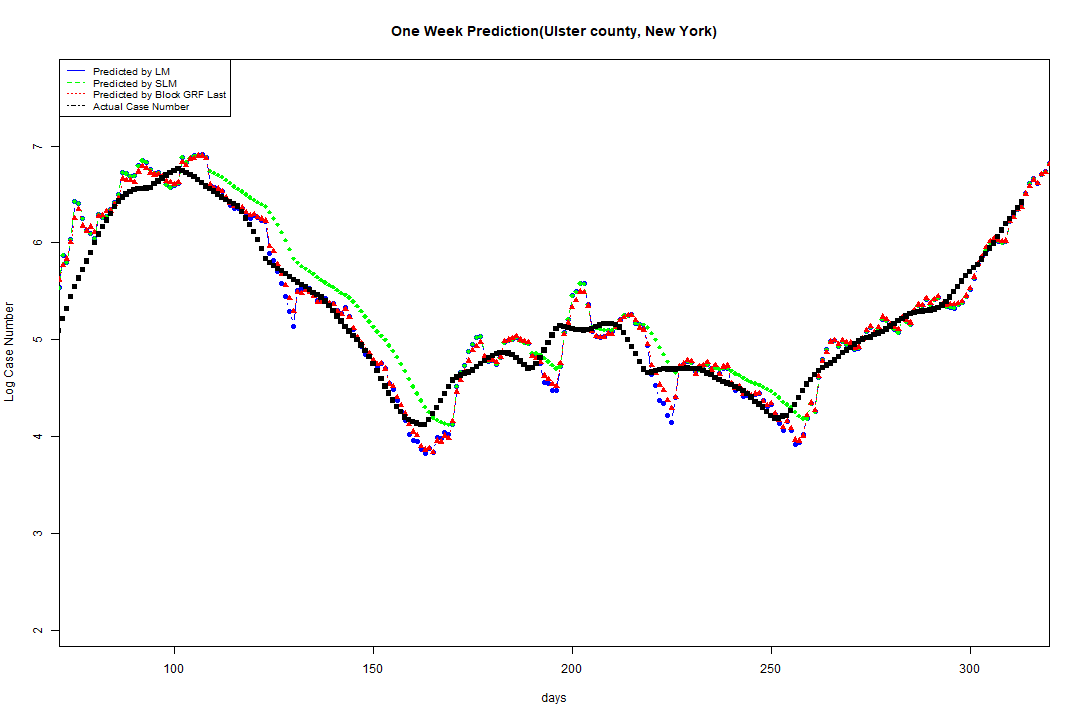 One Week Prediction(Ulster county, New York)
Predicted by LM
Predicted by SLM
Predicted by Block GRF Last
Actual Case Number
Log Case Number
7
6
5
4
3
2
100 150 200 250 300
days